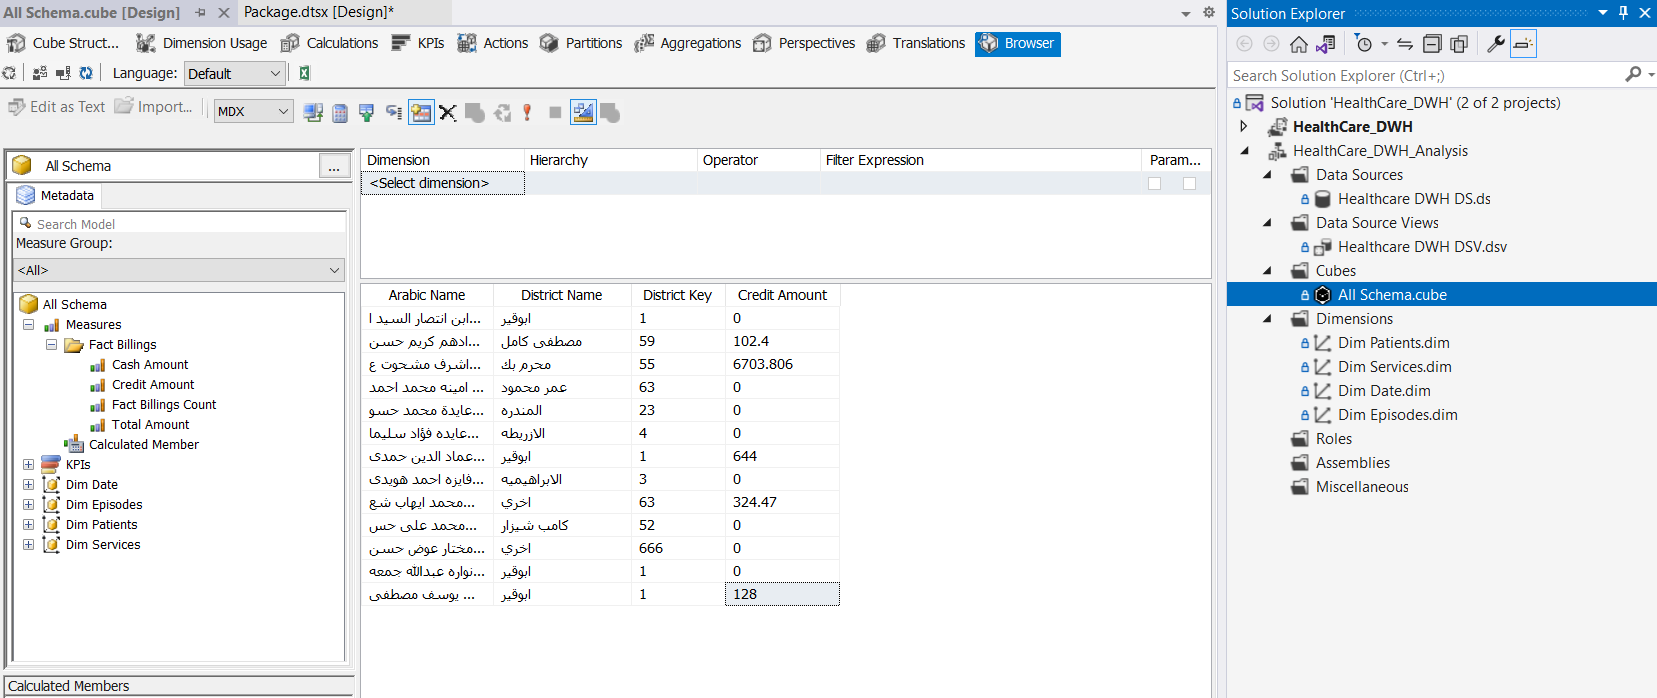 All Schema.cube [Design]
Package.dtsx [Design]*
Cube Struct...
Dimension Usage
Calculations
KPIs
Actions
Partitions
Aggregations
Perspectives
Translations
Browser
Language:
Default
Edit as Text
Import...
MDX
All Schema
...
Metadata
Search Model
Measure Group:
<All>
All Schema
Measures
Fact Billings
Cash Amount
Credit Amount
Fact Billings Count
Total Amount
Calculated Member
KPIs
Dim Date
Dim Episodes
Dim Patients
Dim Services
Calculated Members
Dimension Hierarchy Operator Filter Expression Param...
<Select dimension>
Arabic Name District Name District Key Credit Amount
ابن انتصار السيد ا... ابوقير 1 0
ادهم كريم حسن... مصطفى كامل 59 102.4
اشرف مشحوت ع... محرم بك 55 6703.806
امينه محمد احمد ... عمر محمود 63 0
عايدة محمد حسو... المندره 23 0
عايده فؤاد سليما... الازريطه 4 0
عماد الدين حمدى... ابوقير 1 644
فايزه احمد هويدى... الابراهيميه 3 0
محمد ايهاب شع... اخري 63 324.47
محمد على حس... كامب شيزار 52 0
مختار عوض حسن... اخري 666 0
نواره عبدالله جمعه... ابوقير 1 0
يوسف مصطفى ... ابوقير 1 128
Solution Explorer
Search Solution Explorer (Ctrl+;)
Solution 'HealthCare_DWH' (2 of 2 projects)
HealthCare_DWH
HealthCare_DWH_Analysis
Data Sources
Healthcare DWH DS.ds
Data Source Views
Healthcare DWH DSV.dsv
Cubes
All Schema.cube
Dimensions
Dim Patients.dim
Dim Services.dim
Dim Date.dim
Dim Episodes.dim
Roles
Assemblies
Miscellaneous